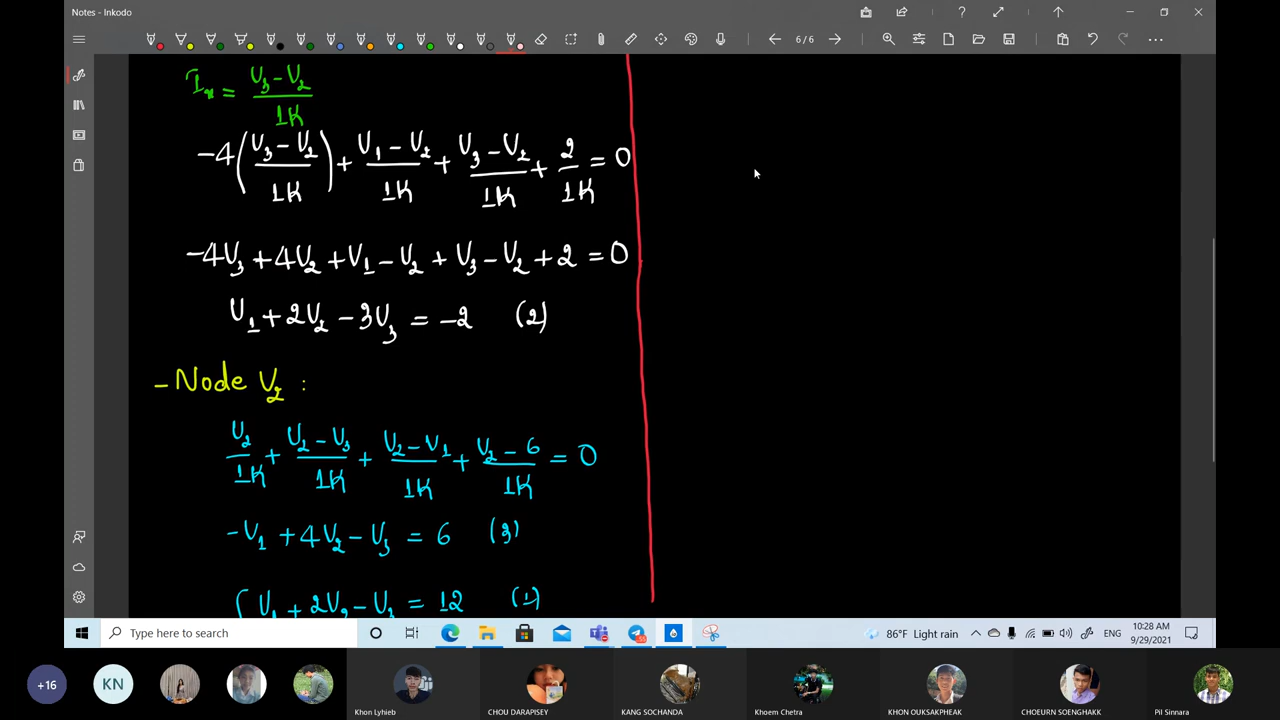 Notes - Inkodo
6/6
Iₓ = (V₃ - V₂)/1K
-4((V₃ - V₂)/1K) + (V₁ - V₂)/1K + (V₃ - V₂)/1K + 2/1K = 0
-4V₃ + 4V₂ + V₁ - V₂ + V₃ - V₂ + 2 = 0
V₁ + 2V₂ - 3V₃ = -2 (2)
- Node V₂ :
V₂/1K + (V₂ - V₃)/1K + (V₂ - V₁)/1K + (V₂ - 6)/1K = 0
-V₁ + 4V₂ - V₃ = 6 (3)
{ V₁ + 2V₂ - V₃ = 12 (1)
Type here to search
86°F Light rain
ENG
10:28 AM
9/29/2021
+16
KN
Khon Lyhieb
CHOU DARAPISEY
KANG SOCHANDA
Khoem Chetra
KHON OUKSAKPHEAK
CHOEURN SOENGHAKK
Pil Sinnara